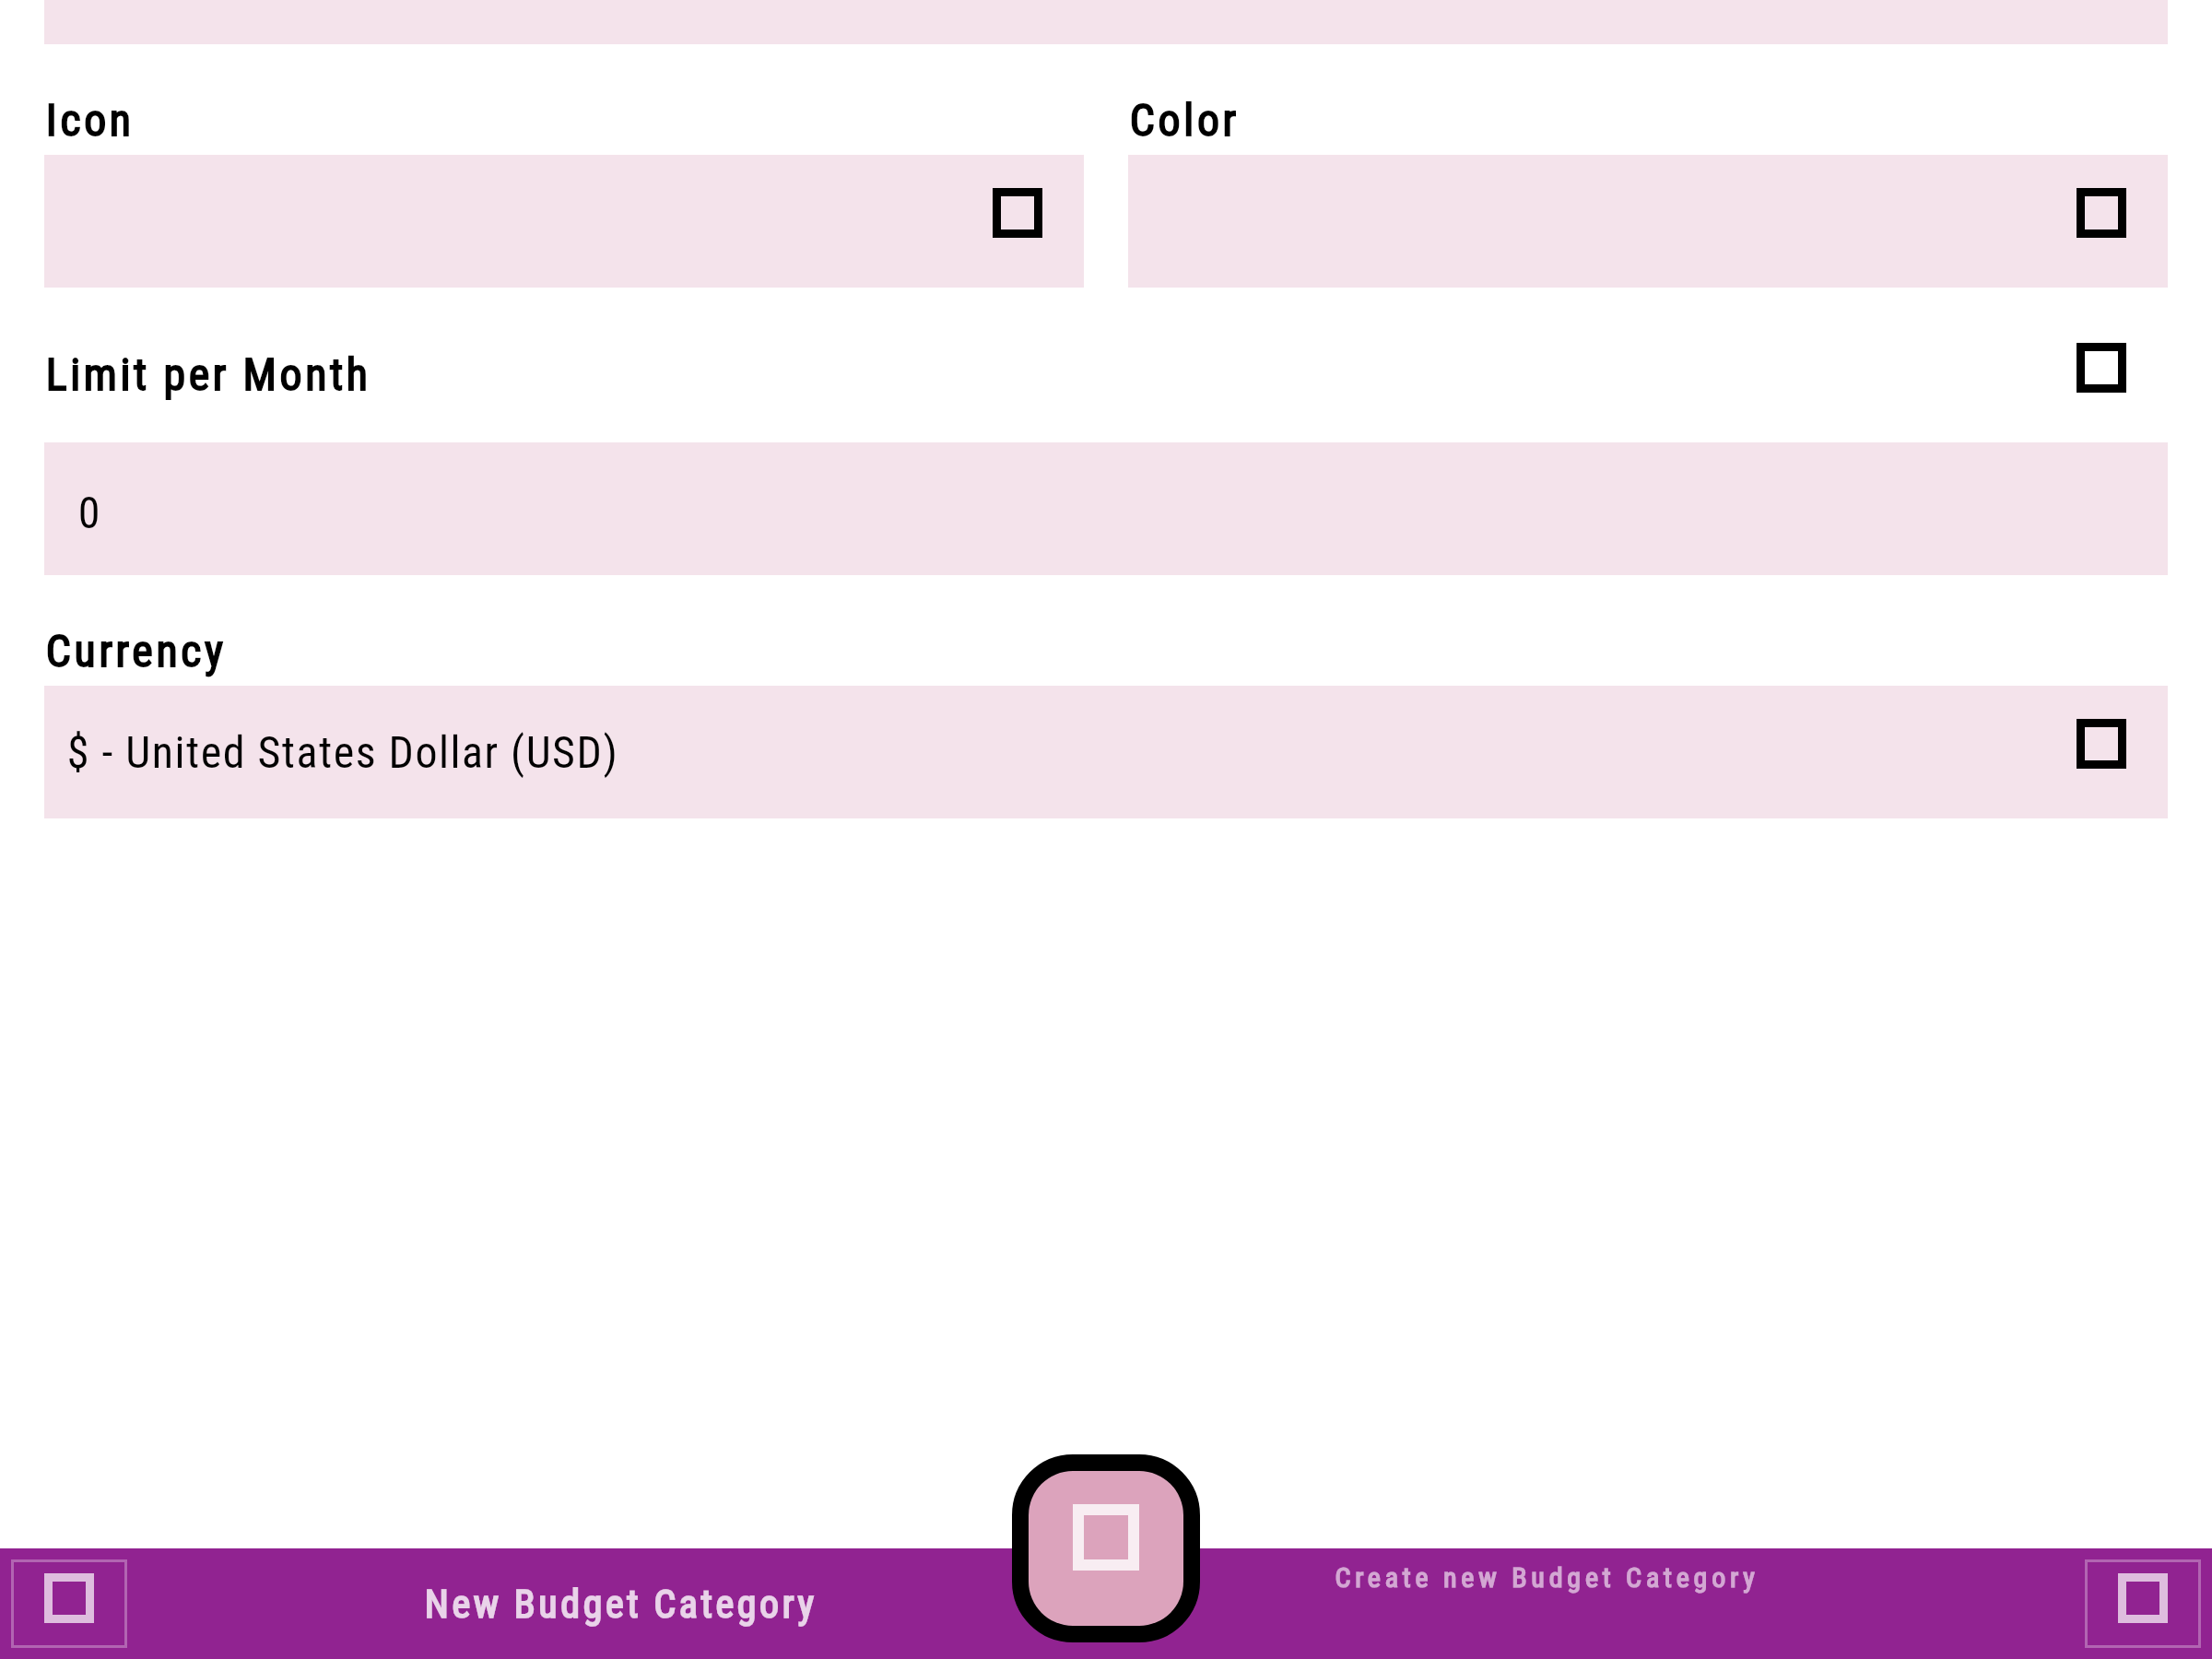 Icon
Color
Limit per Month
0
Currency
$ - United States Dollar (USD)
New Budget Category
Create new Budget Category